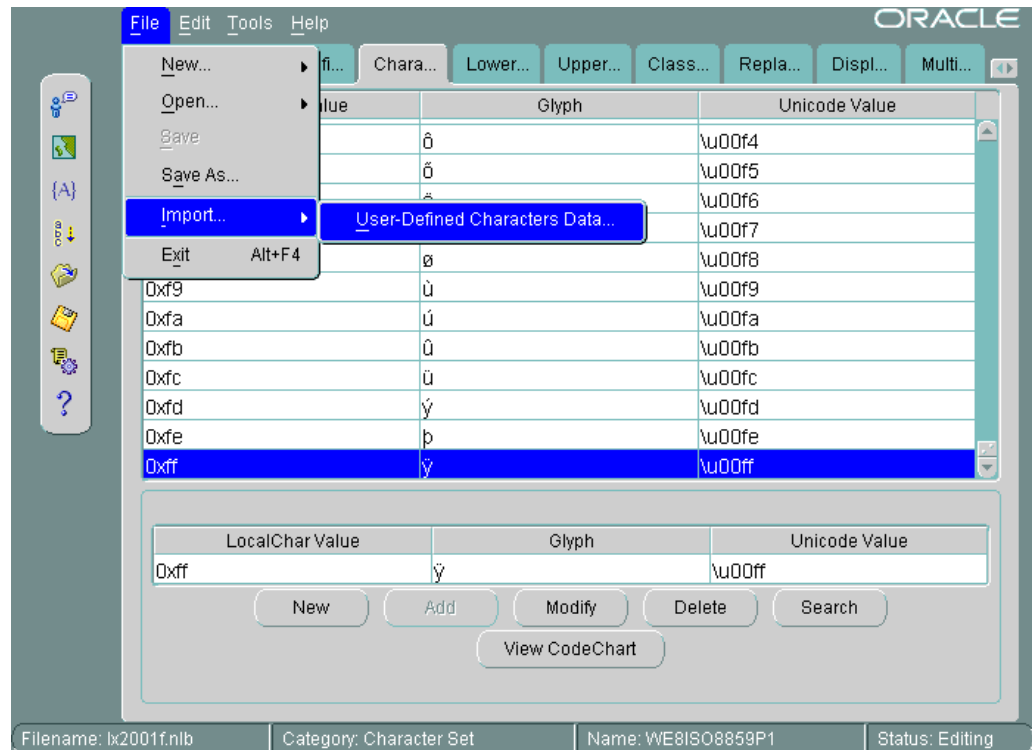 File Edit Tools Help
ORACLE
New...
fi... Chara... Lower... Upper... Class... Repla... Displ... Multi...
Open...
lue Glyph Unicode Value
Save
ô \u00f4
Save As...
õ \u00f5
{A}
\u00f6
Import...
User-Defined Characters Data...
\u00f7
Exit Alt+F4
ø \u00f8
0xf9 ù \u00f9
0xfa ú \u00fa
0xfb û \u00fb
0xfc ü \u00fc
0xfd ý \u00fd
0xfe þ \u00fe
0xff ÿ \u00ff
LocalChar Value Glyph Unicode Value
0xff ÿ \u00ff
New Add Modify Delete Search
View CodeChart
Filename: lx2001f.nlb Category: Character Set Name: WE8ISO8859P1 Status: Editing